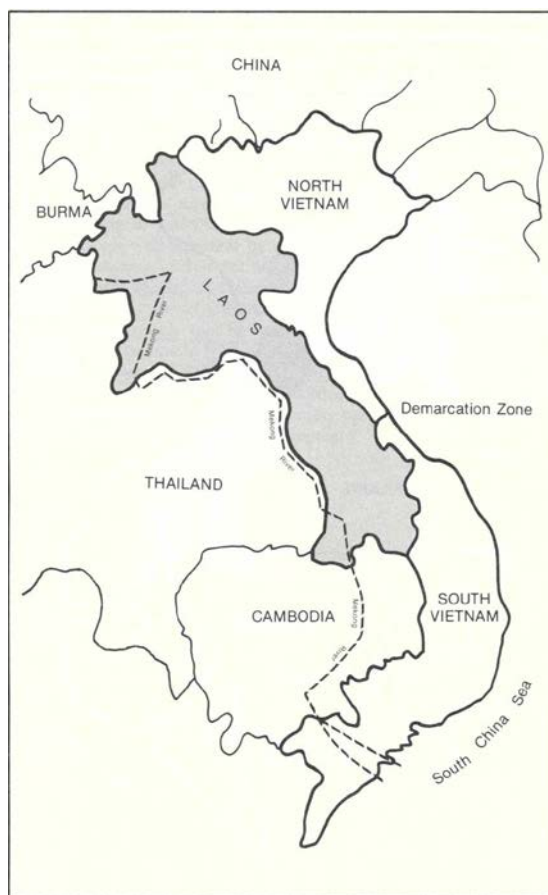 CHINA
NORTH
VIETNAM
BURMA
LAOS
Mekong River
Demarcation Zone
Mekong River
THAILAND
CAMBODIA
Mekong River
SOUTH
VIETNAM
South China Sea